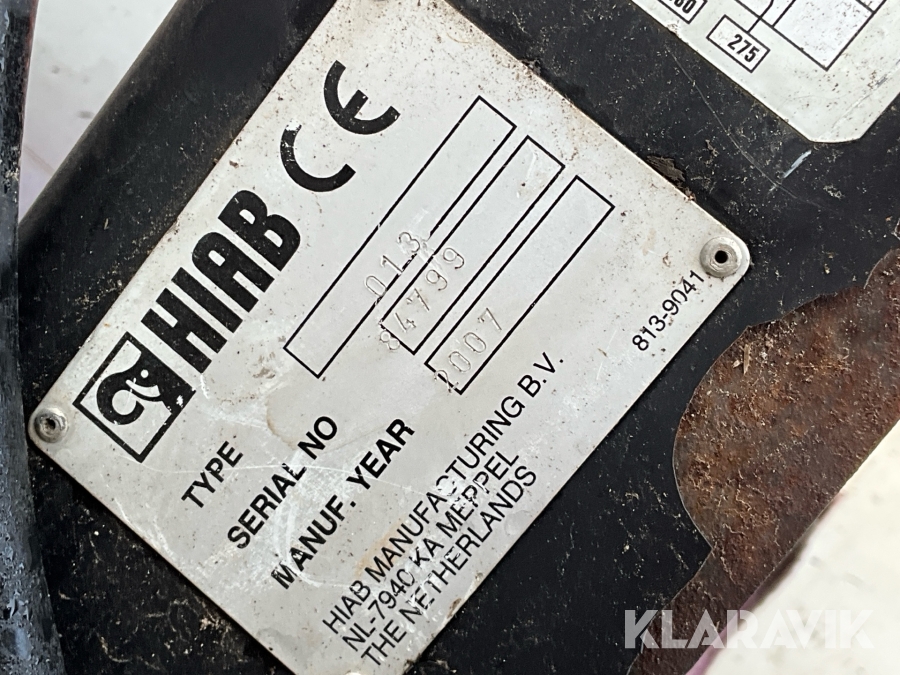 HIAB CE
TYPE 013
SERIAL NO 84799
MANUF. YEAR 2007
HIAB MANUFACTURING B.V.
NL-7940 KA MEPPEL
THE NETHERLANDS
813-9041
275
KLARAVIK